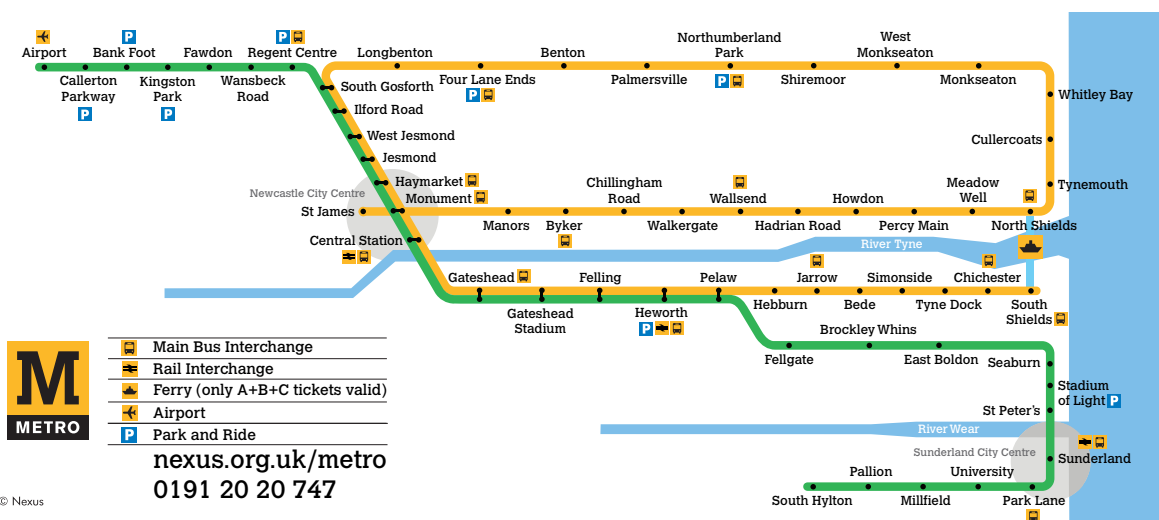 Airport
Bank Foot
Fawdon
Regent Centre
Callerton
Parkway
Kingston
Park
Wansbeck
Road
Longbenton
Four Lane Ends
Benton
Palmersville
Northumberland
Park
Shiremoor
West
Monkseaton
Monkseaton
South Gosforth
Ilford Road
West Jesmond
Jesmond
Haymarket
Monument
Newcastle City Centre
St James
Central Station
Whitley Bay
Cullercoats
Tynemouth
Manors
Byker
Chillingham
Road
Walkergate
Wallsend
Hadrian Road
Howdon
Percy Main
Meadow
Well
North Shields
River Tyne
Gateshead
Gateshead
Stadium
Felling
Heworth
Pelaw
Hebburn
Jarrow
Bede
Simonside
Tyne Dock
Chichester
South
Shields
Fellgate
Brockley Whins
East Boldon
Seaburn
Stadium
of Light
St Peter's
River Wear
Sunderland City Centre
Sunderland
Park Lane
University
Millfield
Pallion
South Hylton
P
P
P
P
P
P
P
P
M
METRO
Main Bus Interchange
Rail Interchange
Ferry (only A+B+C tickets valid)
Airport
P Park and Ride
nexus.org.uk/metro
0191 20 20 747
© Nexus